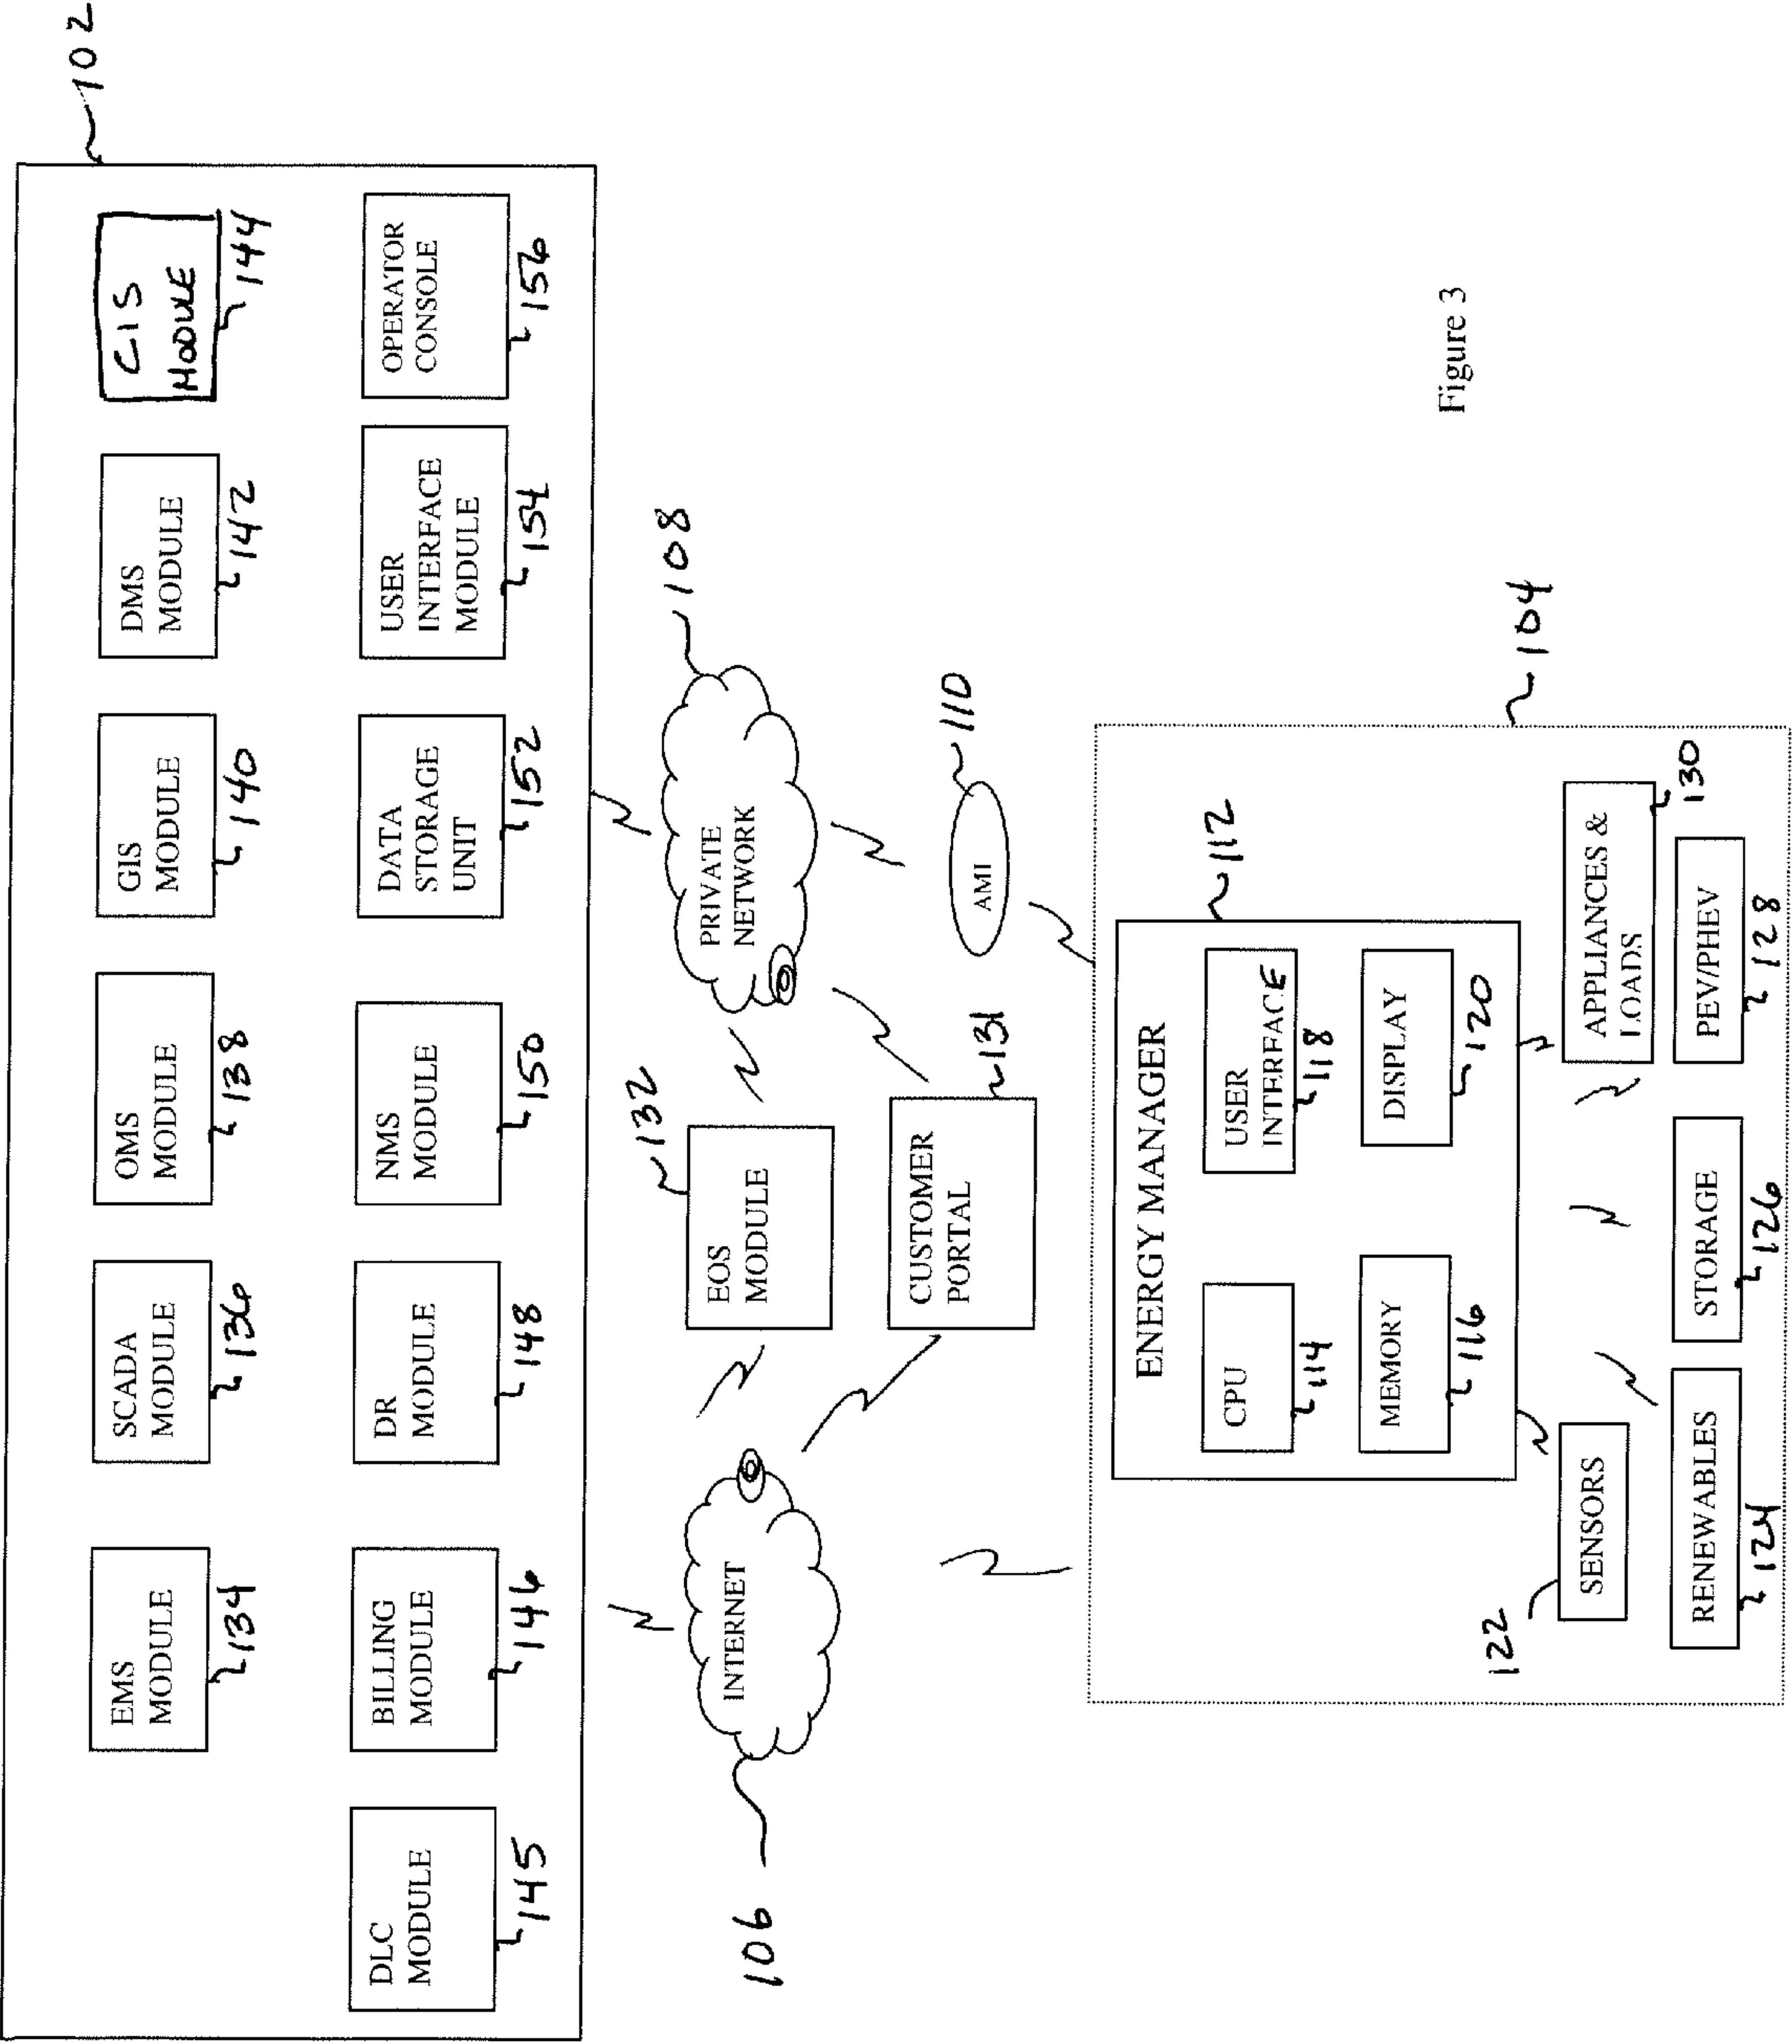 102
EMS
MODULE
134
SCADA
MODULE
136
OMS
MODULE
138
GIS
MODULE
140
DMS
MODULE
142
CIS
MODULE
144
DLC
MODULE
145
BILLING
MODULE
146
DR
MODULE
148
NMS
MODULE
150
DATA
STORAGE
UNIT
152
USER
INTERFACE
MODULE
154
OPERATOR
CONSOLE
156
106
INTERNET
EOS
MODULE
132
PRIVATE
NETWORK
108
CUSTOMER
PORTAL
131
AMI
110
104
ENERGY MANAGER
112
CPU
114
USER
INTERFACE
118
MEMORY
116
DISPLAY
120
122
SENSORS
APPLIANCES &
LOADS
130
RENEWABLES
124
STORAGE
126
PEV/PHEV
128
Figure 3